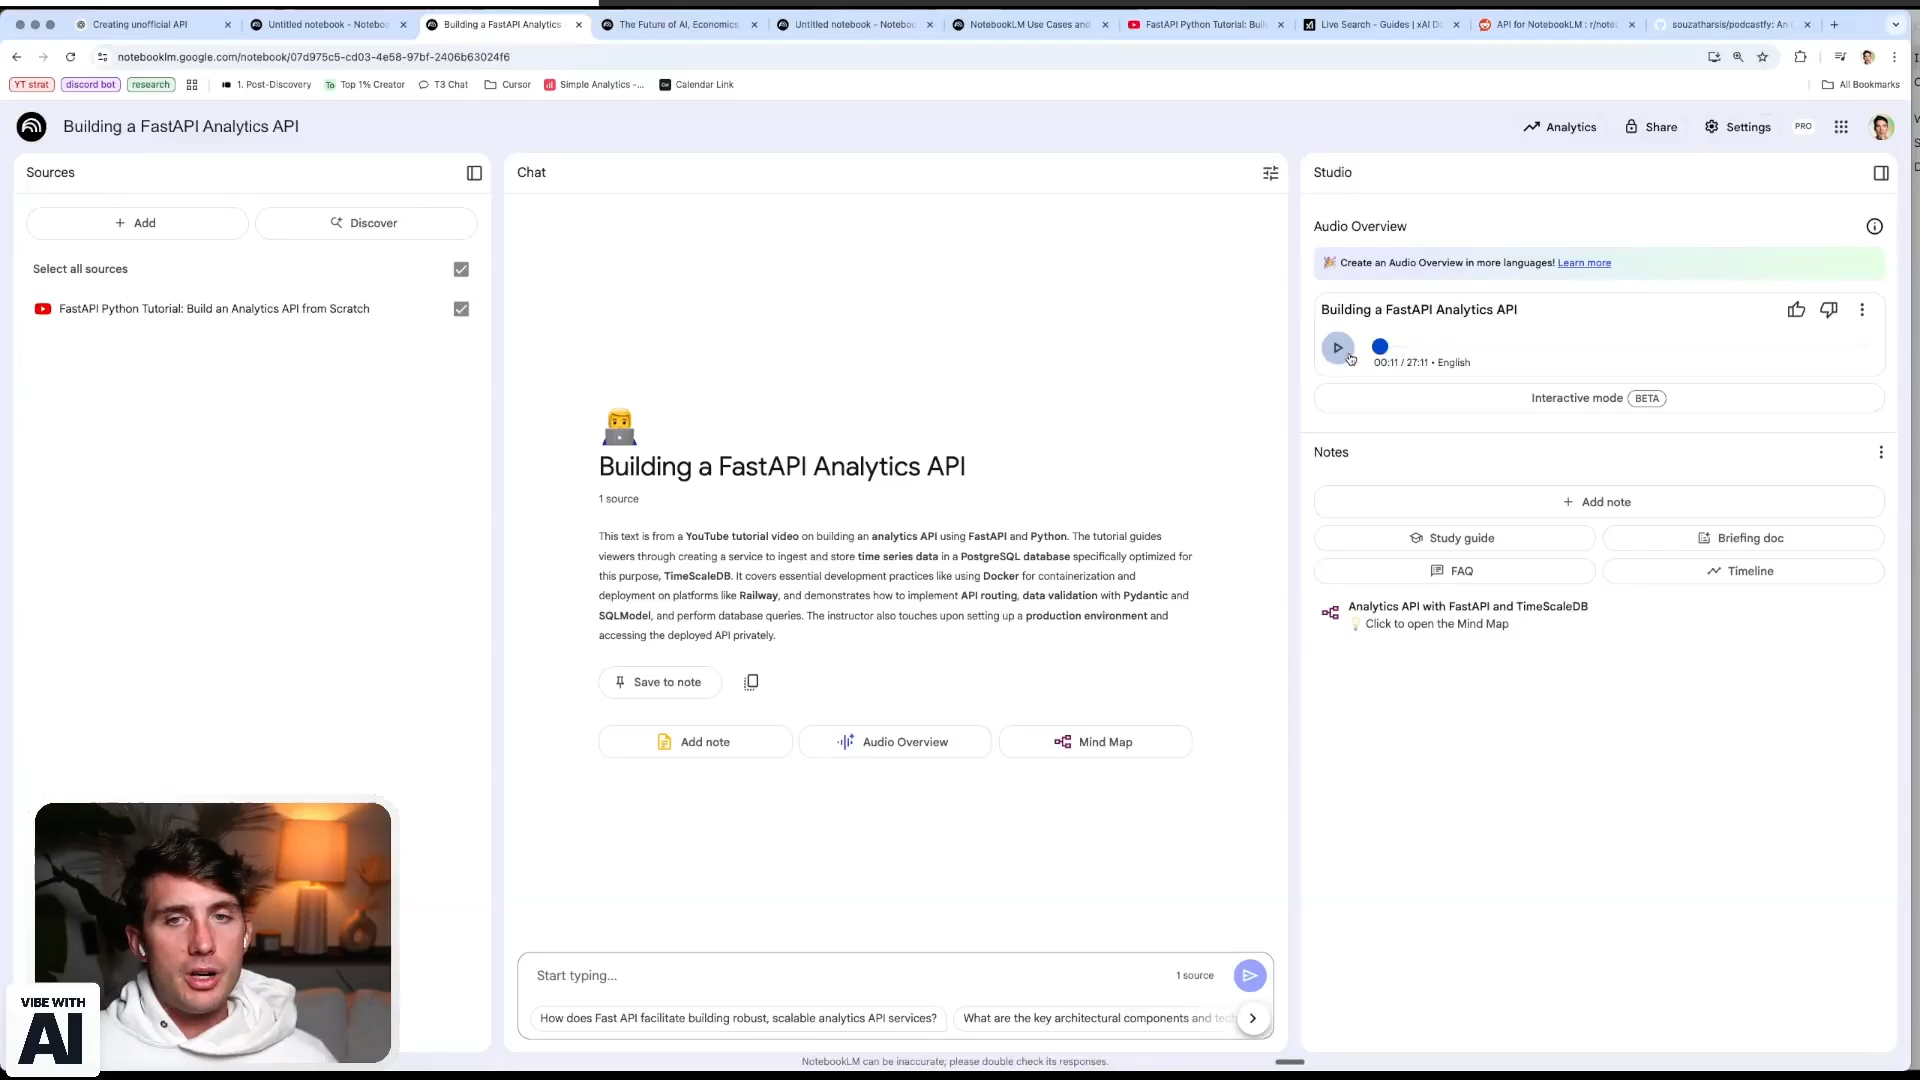 Creating unofficial API
Untitled notebook - Notebo
Building a FastAPI Analytics
The Future of AI, Economics,
Untitled notebook - Notebo
NotebookLM Use Cases and
FastAPI Python Tutorial: Buil
Live Search - Guides | xAI D
API for NotebookLM : r/note
souzatharsis/podcastfy: An
notebooklm.google.com/notebook/07d975c5-cd03-4e58-97bf-2406b63024f6
YT strat
discord bot
research
1. Post-Discovery
To Top 1% Creator
T3 Chat
Cursor
Simple Analytics -...
Calendar Link
All Bookmarks
Building a FastAPI Analytics API
Analytics
Share
Settings
PRO
Sources
+ Add
Discover
Select all sources
FastAPI Python Tutorial: Build an Analytics API from Scratch
Chat
Building a FastAPI Analytics API
1 source
This text is from a YouTube tutorial video on building an analytics API using FastAPI and Python. The tutorial guides
viewers through creating a service to ingest and store time series data in a PostgreSQL database specifically optimized for
this purpose, TimeScaleDB. It covers essential development practices like using Docker for containerization and
deployment on platforms like Railway, and demonstrates how to implement API routing, data validation with Pydantic and
SQLModel, and perform database queries. The instructor also touches upon setting up a production environment and
accessing the deployed API privately.
Save to note
Add note
Audio Overview
Mind Map
Start typing...
1 source
How does Fast API facilitate building robust, scalable analytics API services?
What are the key architectural components and tech
NotebookLM can be inaccurate; please double check its responses.
Studio
Audio Overview
Create an Audio Overview in more languages! Learn more
Building a FastAPI Analytics API
00:11 / 27:11 • English
Interactive mode BETA
Notes
+ Add note
Study guide
Briefing doc
FAQ
Timeline
Analytics API with FastAPI and TimeScaleDB
Click to open the Mind Map
VIBE WITH
AI